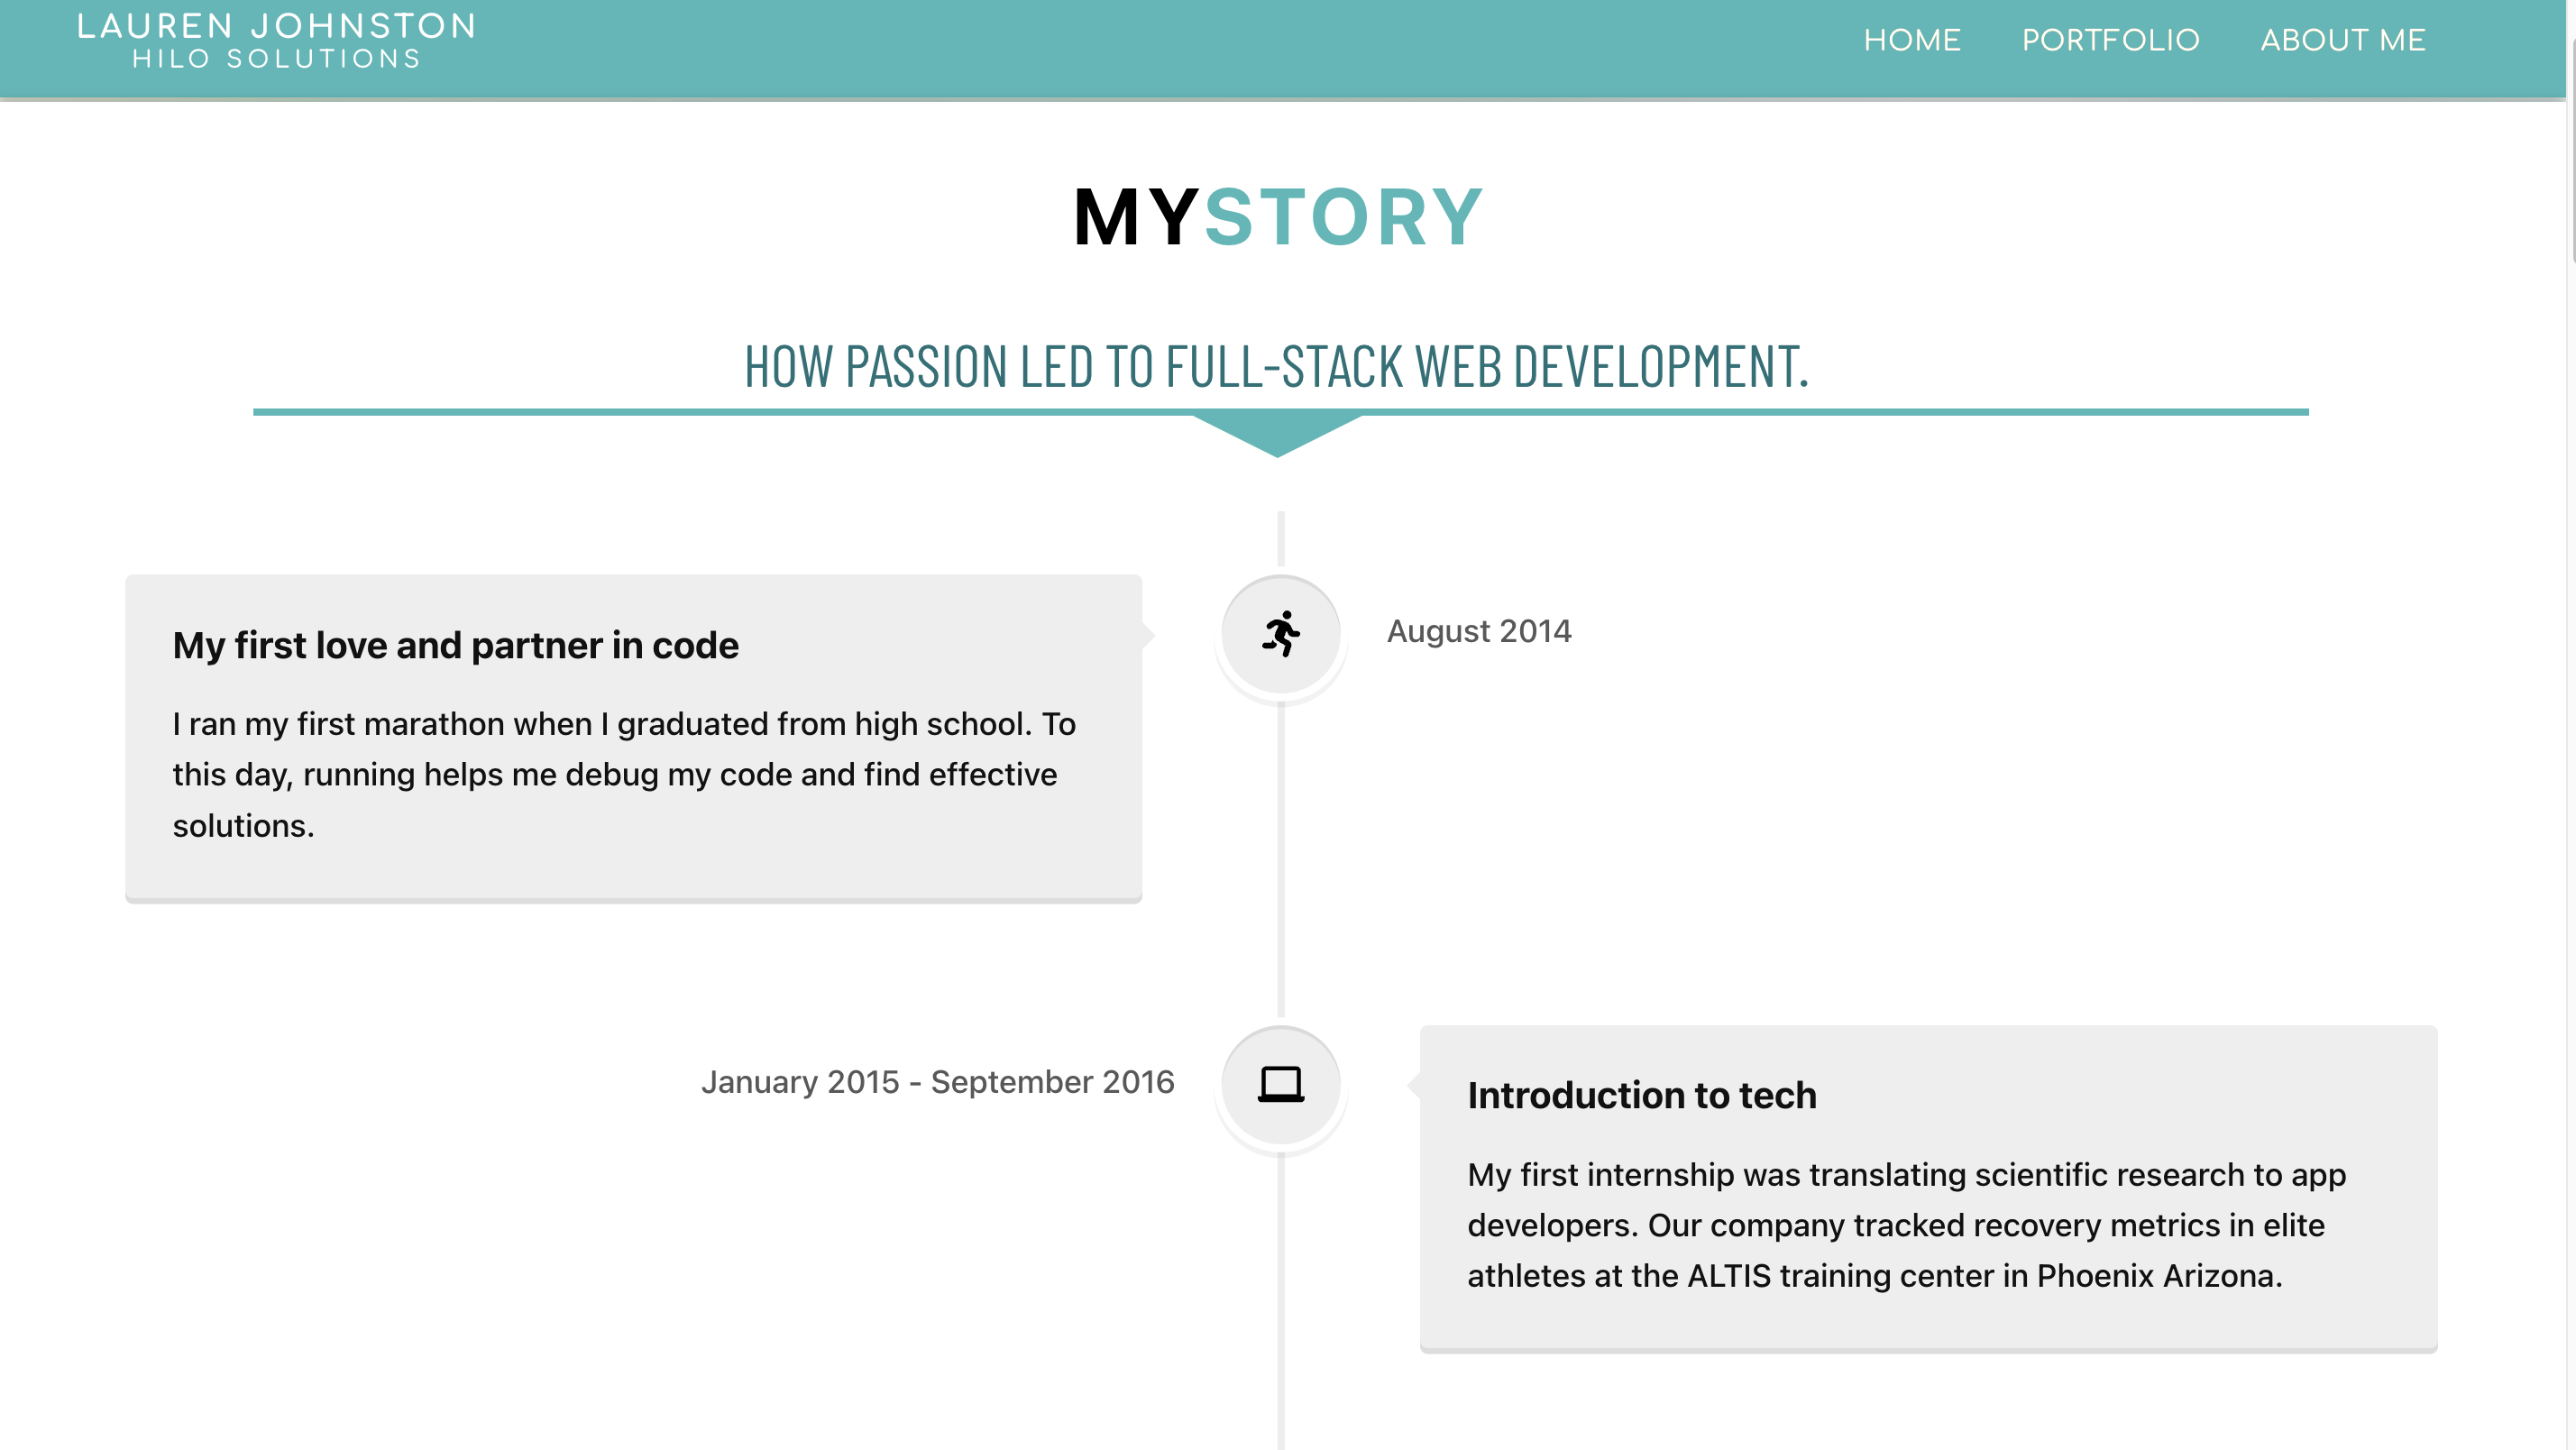 LAUREN JOHNSTON
HILO SOLUTIONS
HOME PORTFOLIO ABOUT ME
MYSTORY
HOW PASSION LED TO FULL-STACK WEB DEVELOPMENT.
My first love and partner in code
I ran my first marathon when I graduated from high school. To
this day, running helps me debug my code and find effective
solutions.
August 2014
January 2015 - September 2016
Introduction to tech
My first internship was translating scientific research to app
developers. Our company tracked recovery metrics in elite
athletes at the ALTIS training center in Phoenix Arizona.